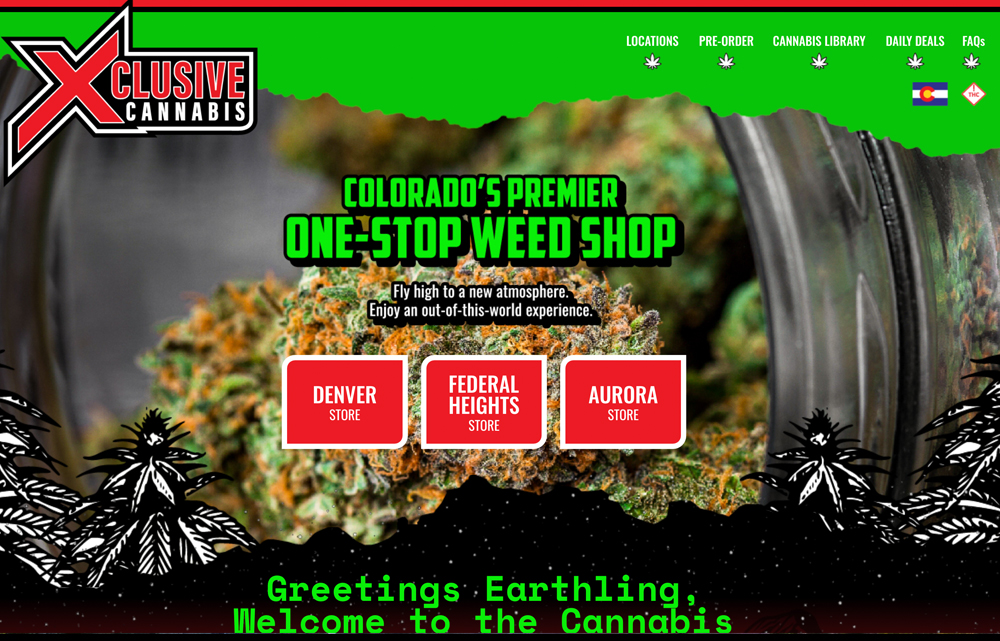 XCLUSIVE
CANNABIS
LOCATIONS PRE-ORDER CANNABIS LIBRARY DAILY DEALS FAQs
! THC
COLORADO'S PREMIER
ONE-STOP WEED SHOP
Fly high to a new atmosphere.
Enjoy an out-of-this-world experience.
DENVER
STORE
FEDERAL
HEIGHTS
STORE
AURORA
STORE
Greetings Earthling,
Welcome to the Cannabis